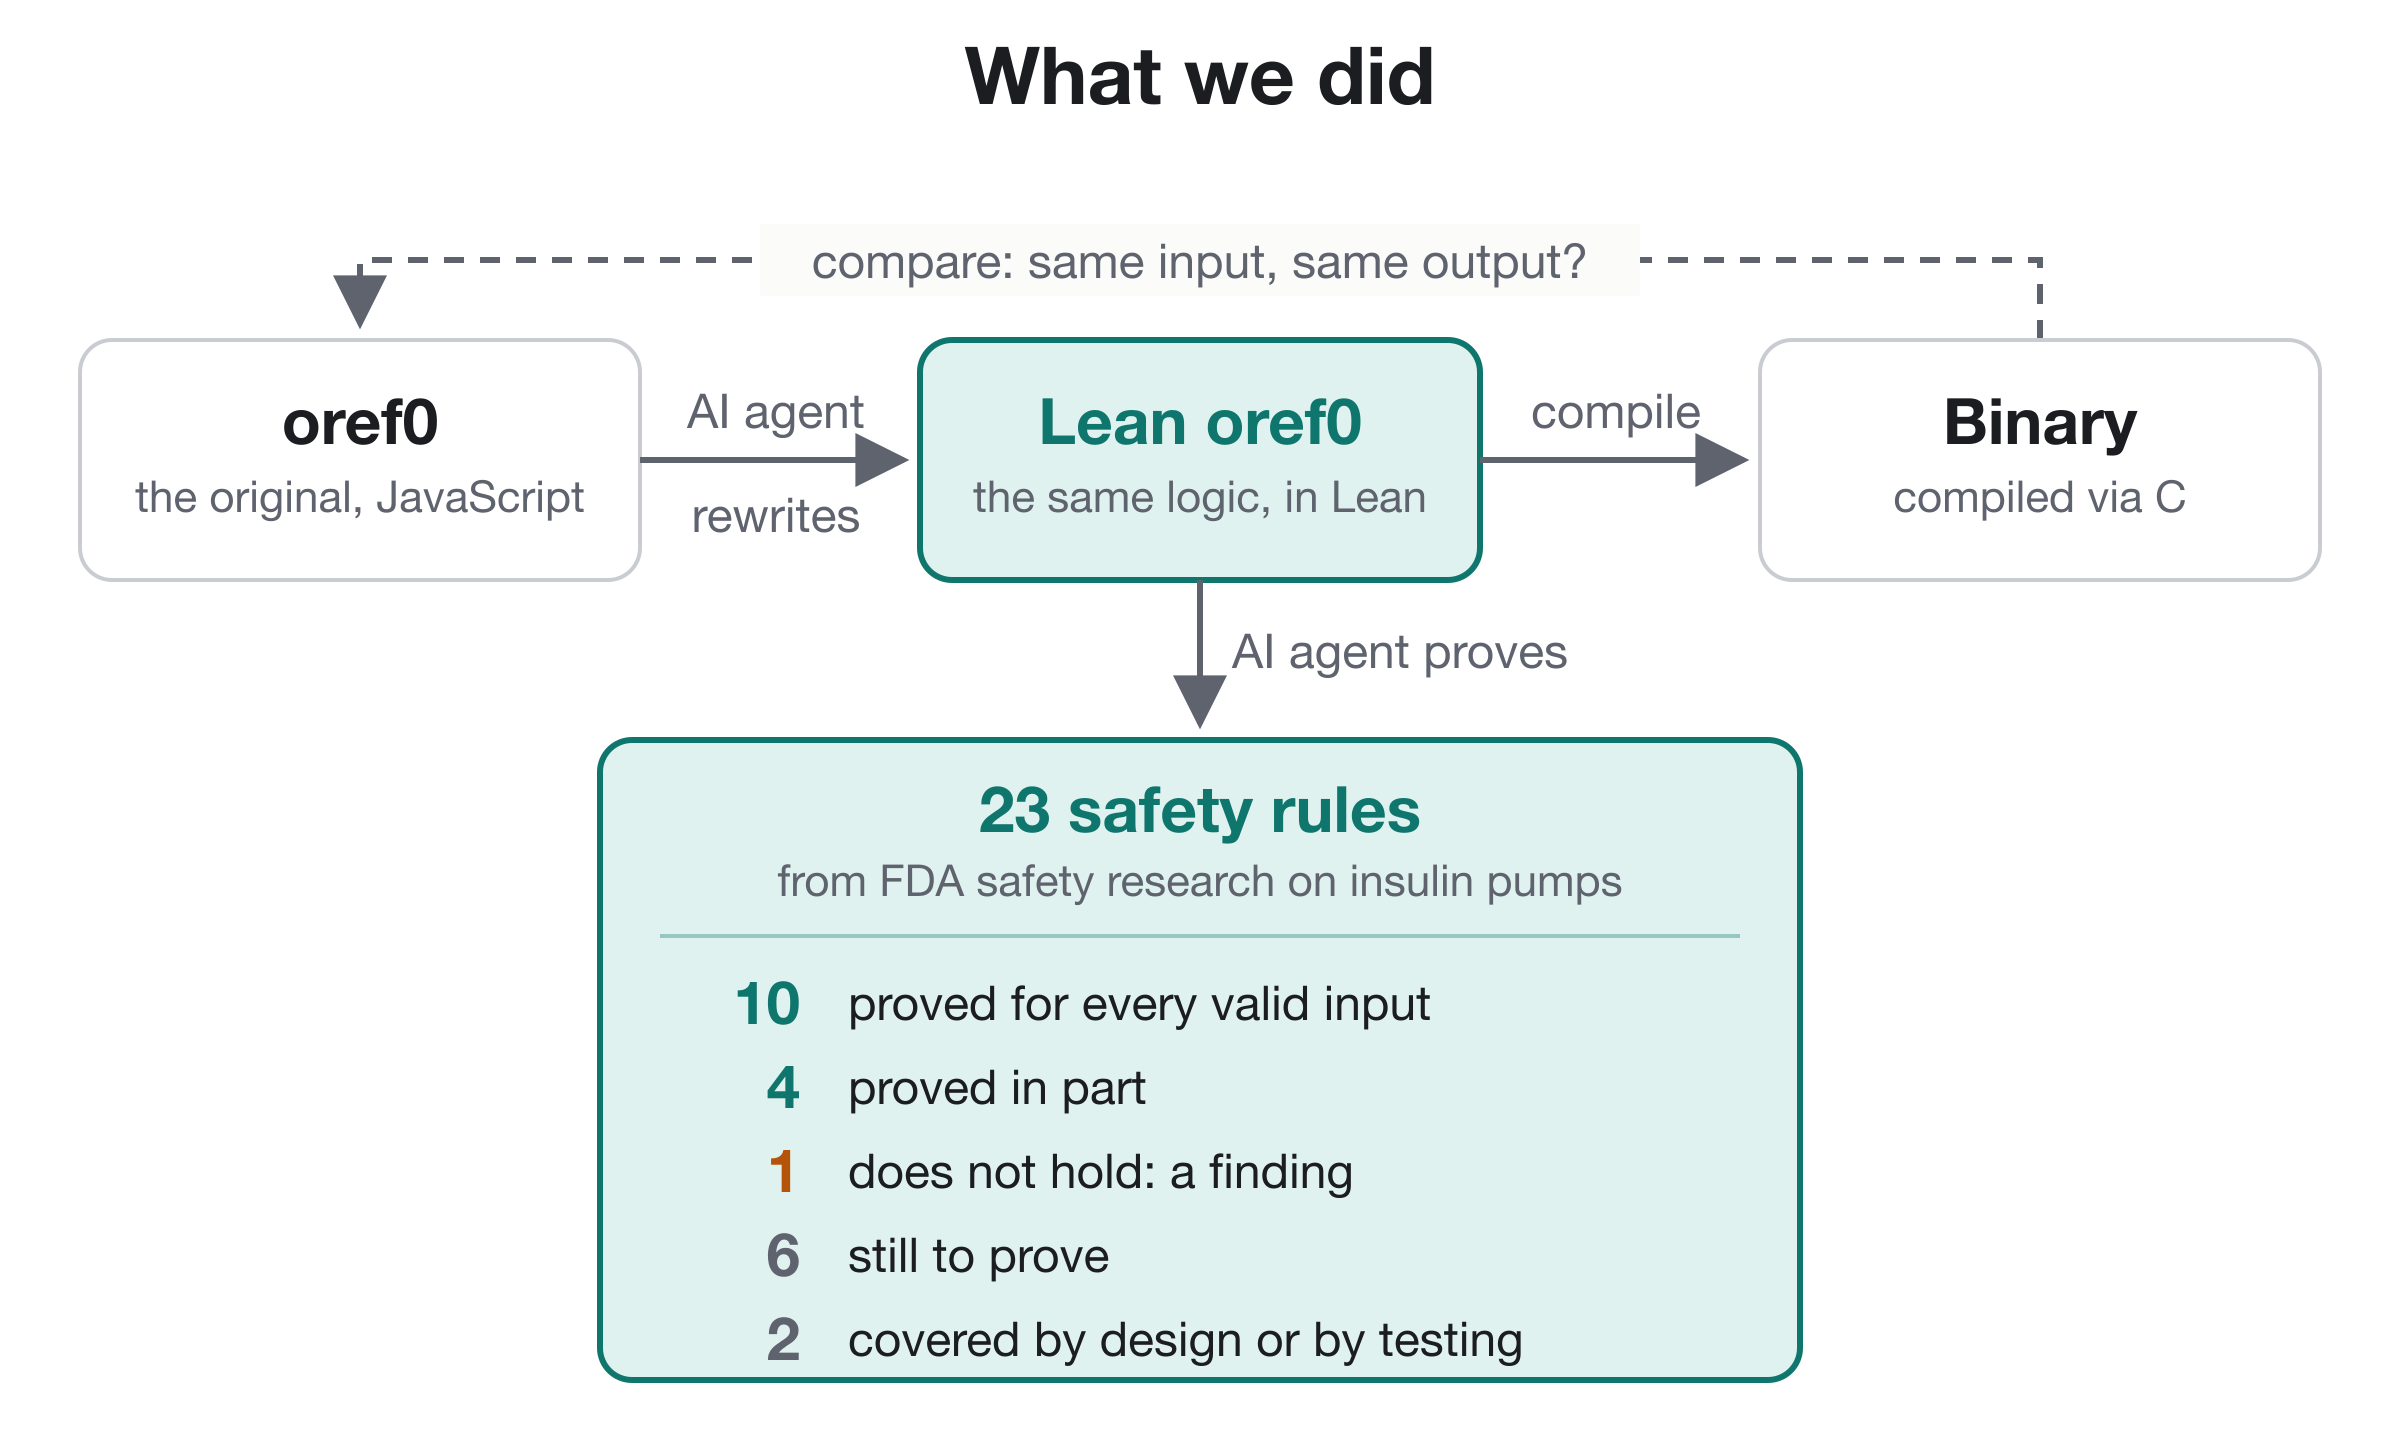 What we did
compare: same input, same output?
oref0
the original, JavaScript
AI agent
rewrites
Lean oref0
the same logic, in Lean
compile
Binary
compiled via C
AI agent proves
23 safety rules
from FDA safety research on insulin pumps
10 proved for every valid input
4 proved in part
1 does not hold: a finding
6 still to prove
2 covered by design or by testing